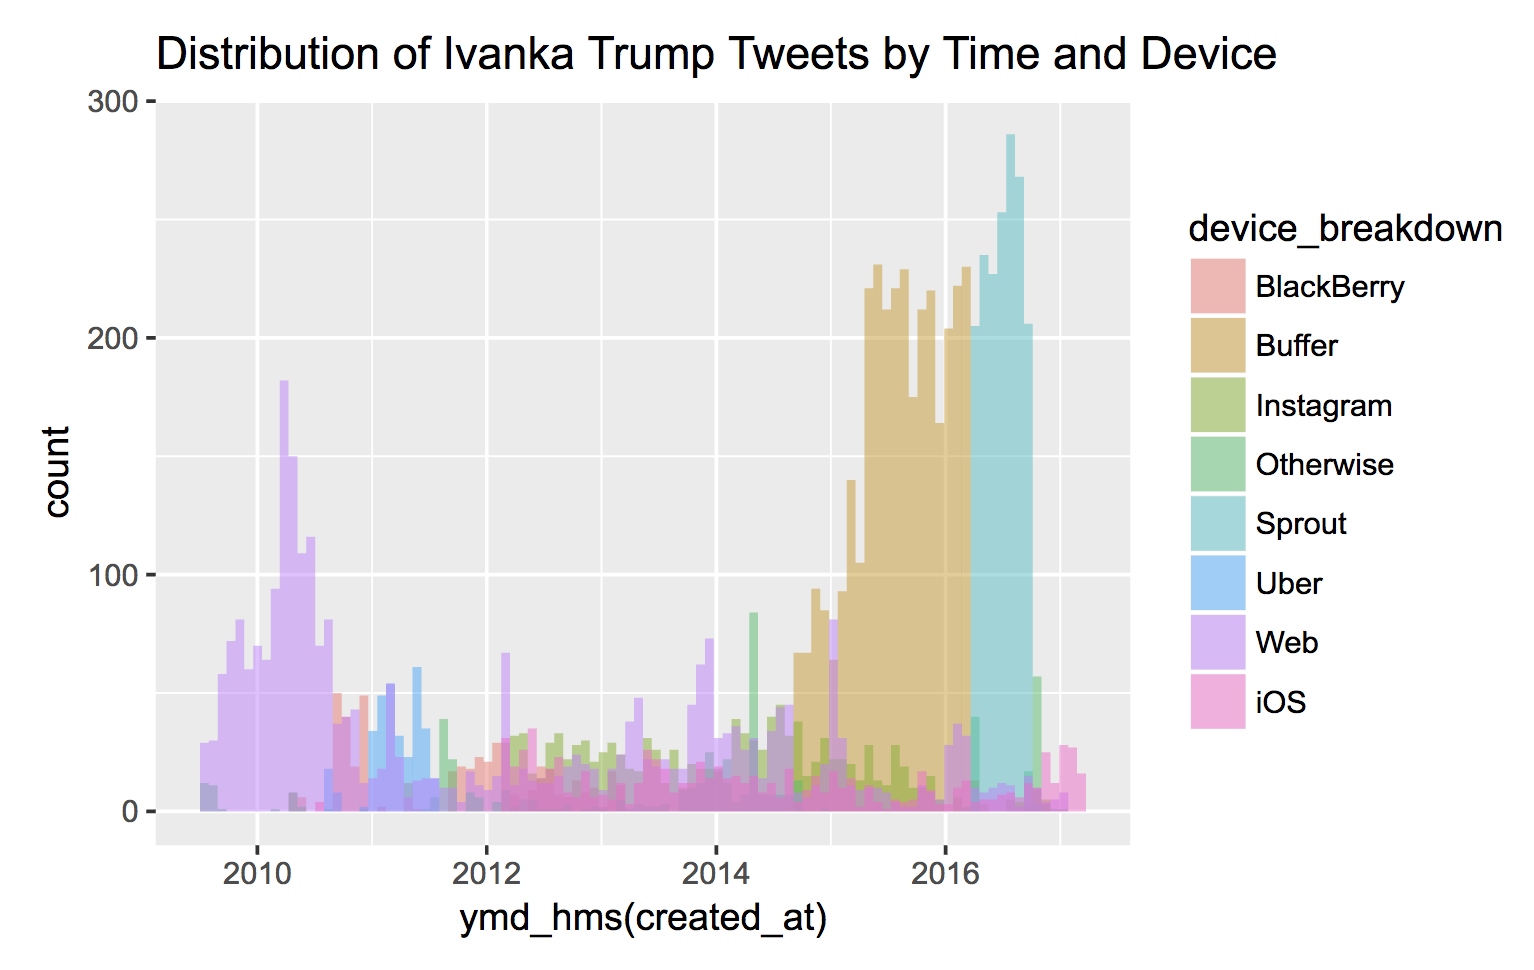 Distribution of Ivanka Trump Tweets by Time and Device
300
200
100
0
count
2010 2012 2014 2016
ymd_hms(created_at)
device_breakdown
BlackBerry
Buffer
Instagram
Otherwise
Sprout
Uber
Web
iOS